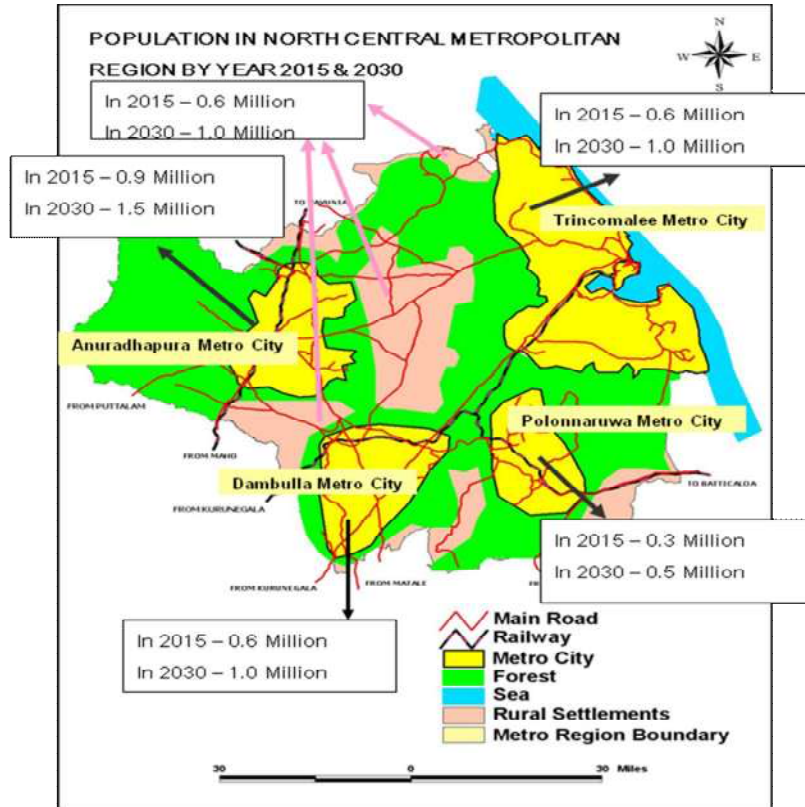 POPULATION IN NORTH CENTRAL METROPOLITAN
REGION BY YEAR 2015 & 2030
N
W E
S
In 2015 – 0.6 Million
In 2030 – 1.0 Million
In 2015 – 0.6 Million
In 2030 – 1.0 Million
In 2015 – 0.9 Million
In 2030 – 1.5 Million
Trincomalee Metro City
Anuradhapura Metro City
FROM PUTTALAM
Polonnaruwa Metro City
FROM MAHO
Dambulla Metro City
TO BATTICALOA
FROM KURUNEGALA
In 2015 – 0.3 Million
In 2030 – 0.5 Million
FROM KURUNEGALA
FROM MATALE
In 2015 – 0.6 Million
In 2030 – 1.0 Million
Main Road
Railway
Metro City
Forest
Sea
Rural Settlements
Metro Region Boundary
30 0 30 Miles